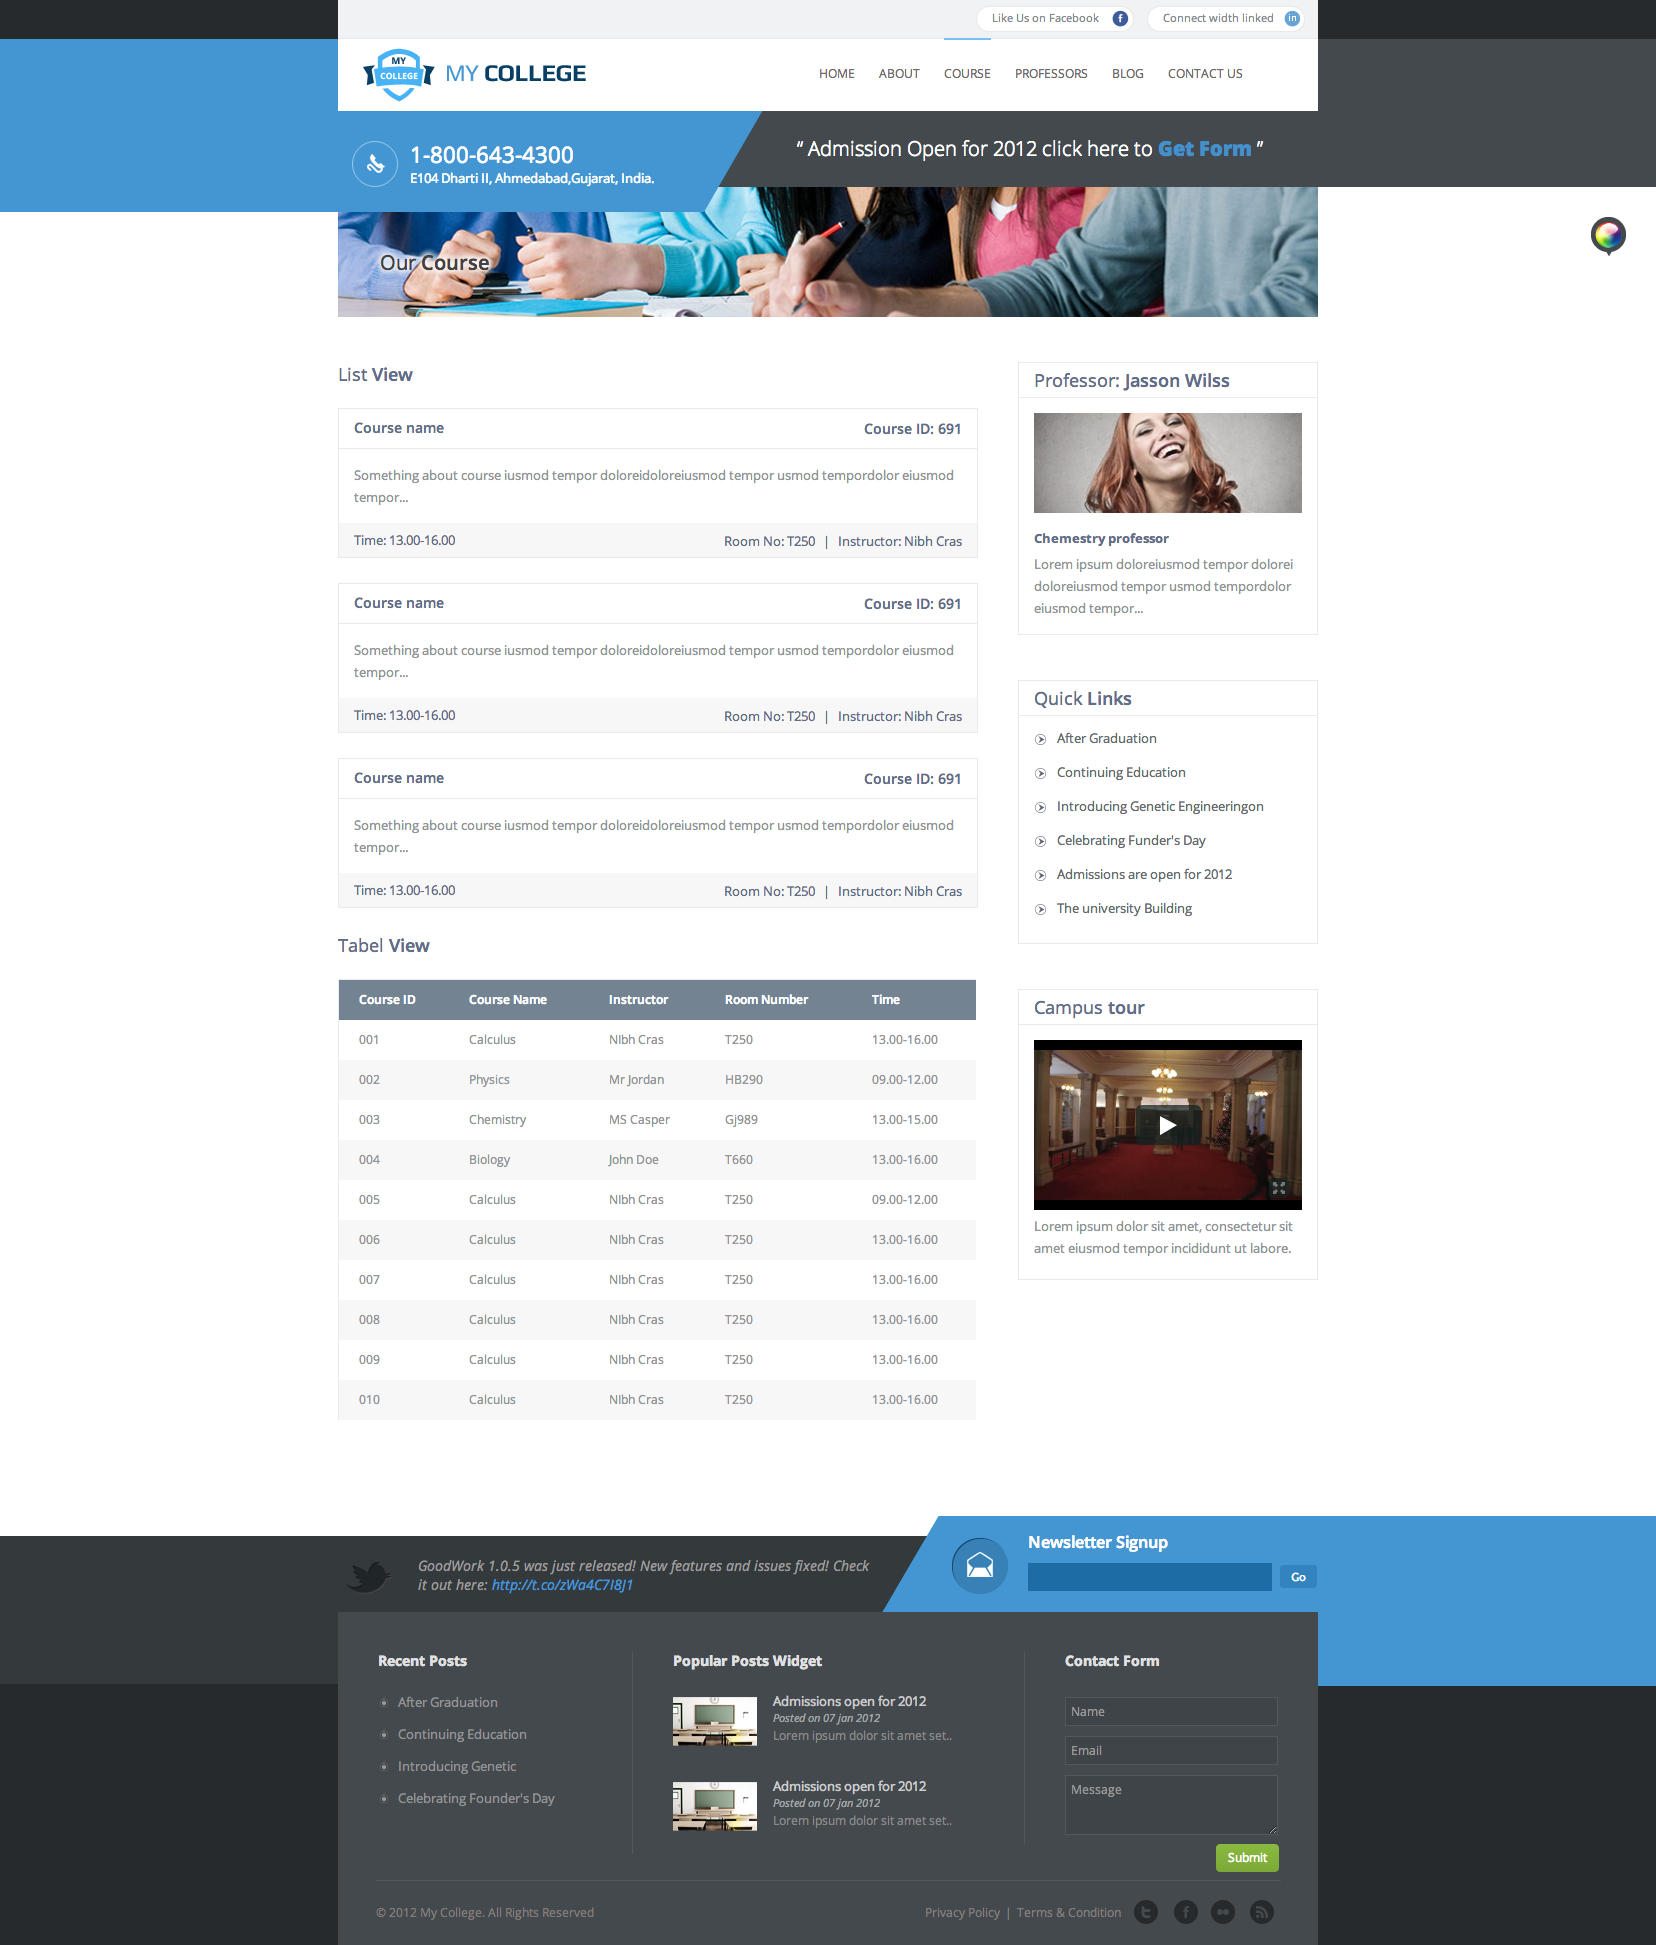 Like Us on Facebook
Connect width linked
MY
COLLEGE
MY COLLEGE
HOME ABOUT COURSE PROFESSORS BLOG CONTACT US
1-800-643-4300
E104 Dharti II, Ahmedabad,Gujarat, India.
“ Admission Open for 2012 click here to Get Form ”
Our Course
List View
Course name Course ID: 691
Something about course iusmod tempor doloreidoloreiusmod tempor usmod tempordolor eiusmod
tempor...
Time: 13.00-16.00 Room No: T250 | Instructor: Nibh Cras
Course name Course ID: 691
Something about course iusmod tempor doloreidoloreiusmod tempor usmod tempordolor eiusmod
tempor...
Time: 13.00-16.00 Room No: T250 | Instructor: Nibh Cras
Course name Course ID: 691
Something about course iusmod tempor doloreidoloreiusmod tempor usmod tempordolor eiusmod
tempor...
Time: 13.00-16.00 Room No: T250 | Instructor: Nibh Cras
Tabel View
Course ID Course Name Instructor Room Number Time
001 Calculus NIbh Cras T250 13.00-16.00
002 Physics Mr Jordan HB290 09.00-12.00
003 Chemistry MS Casper Gj989 13.00-15.00
004 Biology John Doe T660 13.00-16.00
005 Calculus NIbh Cras T250 09.00-12.00
006 Calculus NIbh Cras T250 13.00-16.00
007 Calculus NIbh Cras T250 13.00-16.00
008 Calculus NIbh Cras T250 13.00-16.00
009 Calculus NIbh Cras T250 13.00-16.00
010 Calculus NIbh Cras T250 13.00-16.00
Professor: Jasson Wilss
Chemestry professor
Lorem ipsum doloreiusmod tempor dolorei
doloreiusmod tempor usmod tempordolor
eiusmod tempor...
Quick Links
After Graduation
Continuing Education
Introducing Genetic Engineeringon
Celebrating Funder's Day
Admissions are open for 2012
The university Building
Campus tour
Lorem ipsum dolor sit amet, consectetur sit
amet eiusmod tempor incididunt ut labore.
GoodWork 1.0.5 was just released! New features and issues fixed! Check
it out here: http://t.co/zWa4C7I8J1
Newsletter Signup
Go
Recent Posts
After Graduation
Continuing Education
Introducing Genetic
Celebrating Founder's Day
Popular Posts Widget
Admissions open for 2012
Posted on 07 jan 2012
Lorem ipsum dolor sit amet set..
Admissions open for 2012
Posted on 07 jan 2012
Lorem ipsum dolor sit amet set..
Contact Form
Name
Email
Message
Submit
© 2012 My College. All Rights Reserved
Privacy Policy | Terms & Condition